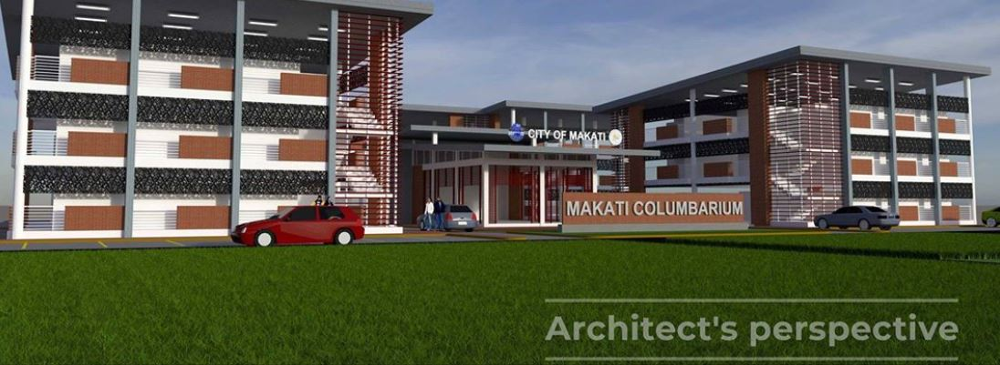 CITY OF MAKATI
MAKATI COLUMBARIUM
Architect's perspective